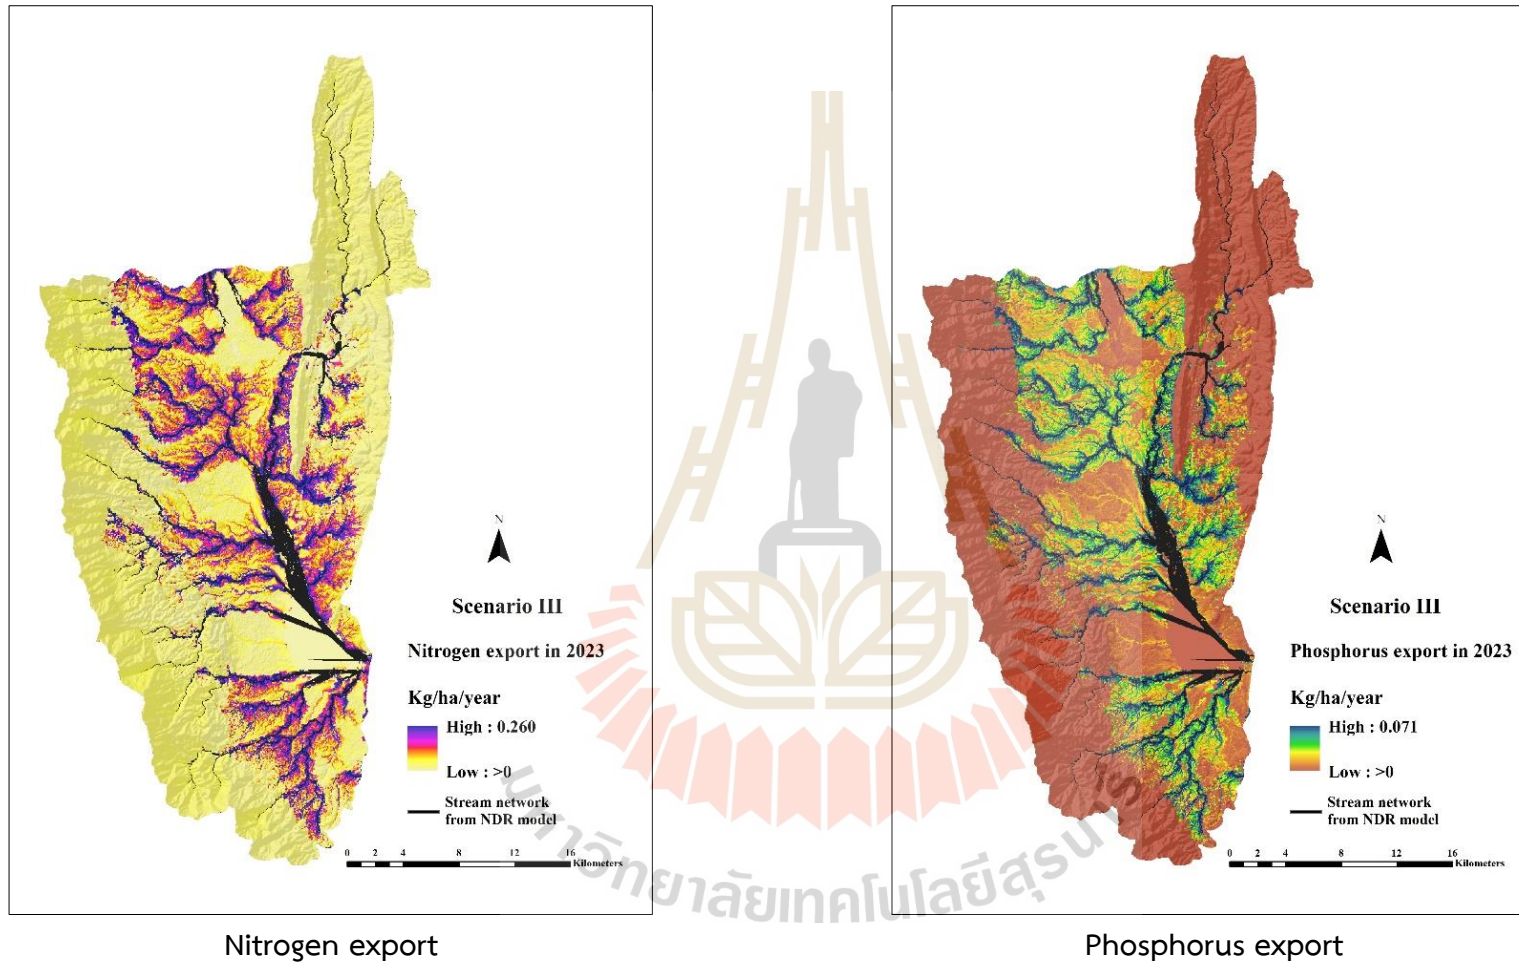 N
Scenario III
Nitrogen export in 2023
Kg/ha/year
High : 0.260
Low : >0
Stream network
from NDR model
0 2 4 8 12 16
Kilometers
Nitrogen export
N
Scenario III
Phosphorus export in 2023
Kg/ha/year
High : 0.071
Low : >0
Stream network
from NDR model
0 2 4 8 12 16
Kilometers
Phosphorus export
มหาวิทยาลัยเทคโนโลยีสุรนารี